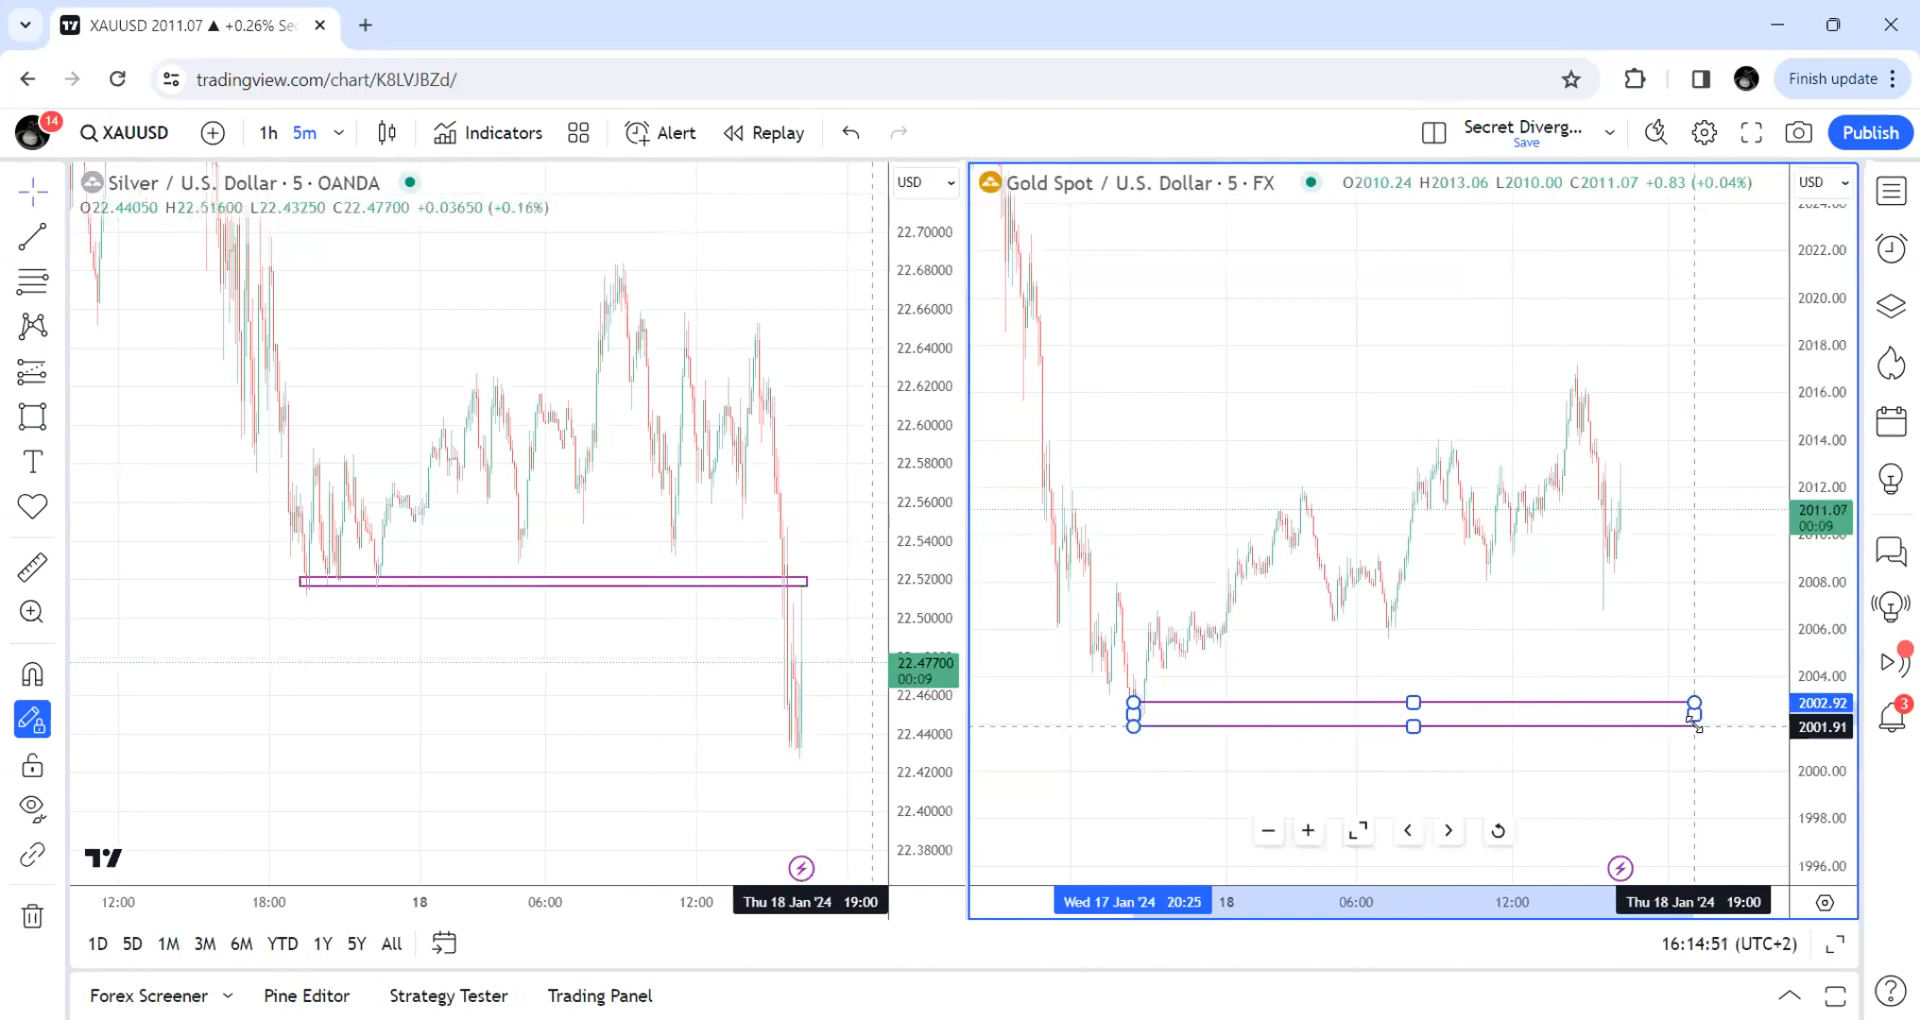 XAUUSD 2011.07 ▲ +0.26% Se
tradingview.com/chart/K8LVJBZd/
Finish update
14
XAUUSD
1h
5m
Indicators
Alert
Replay
Secret Diverg...
Save
Publish
Silver / U.S. Dollar · 5 · OANDA
O22.44050 H22.51600 L22.43250 C22.47700 +0.03650 (+0.16%)
USD
22.70000
22.68000
22.66000
22.64000
22.62000
22.60000
22.58000
22.56000
22.54000
22.52000
22.50000
22.47700
00:09
22.46000
22.44000
22.42000
22.40000
22.38000
12:00
18:00
18
06:00
12:00
Thu 18 Jan '24 19:00
Gold Spot / U.S. Dollar · 5 · FX
O2010.24 H2013.06 L2010.00 C2011.07 +0.83 (+0.04%)
USD
2024.00
2022.00
2020.00
2018.00
2016.00
2014.00
2012.00
2011.07
00:09
2010.00
2008.00
2006.00
2004.00
2002.92
2001.91
2000.00
1998.00
1996.00
Wed 17 Jan '24 20:25
18
06:00
12:00
Thu 18 Jan '24 19:00
3
1D 5D 1M 3M 6M YTD 1Y 5Y All
16:14:51 (UTC+2)
Forex Screener
Pine Editor
Strategy Tester
Trading Panel